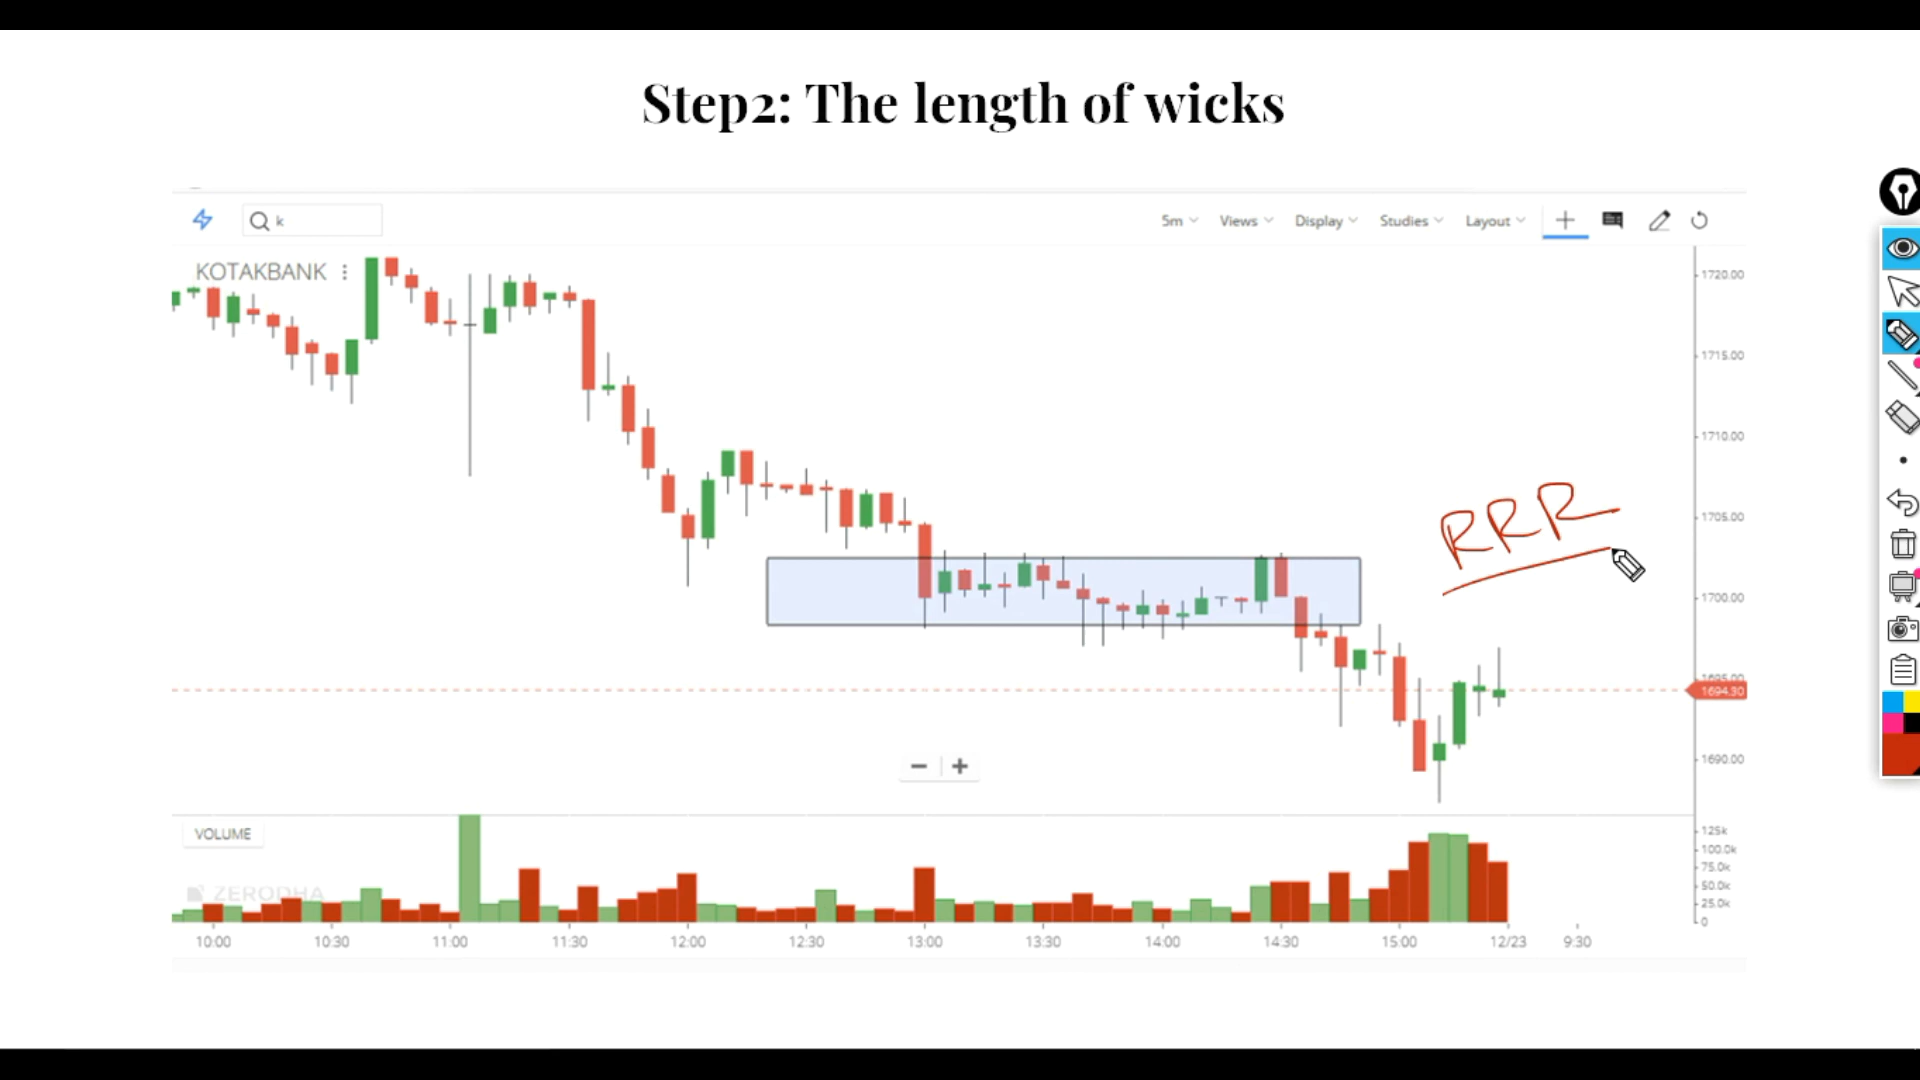 Step2: The length of wicks
k
5m Views Display Studies Layout
KOTAKBANK
1720.00
1715.00
1710.00
1705.00
RRR
1700.00
1695.00
1694.30
1690.00
VOLUME
125k
100.0k
75.0k
50.0k
25.0k
0
ZERODHA
10:00 10:30 11:00 11:30 12:00 12:30 13:00 13:30 14:00 14:30 15:00 12/23 9:30